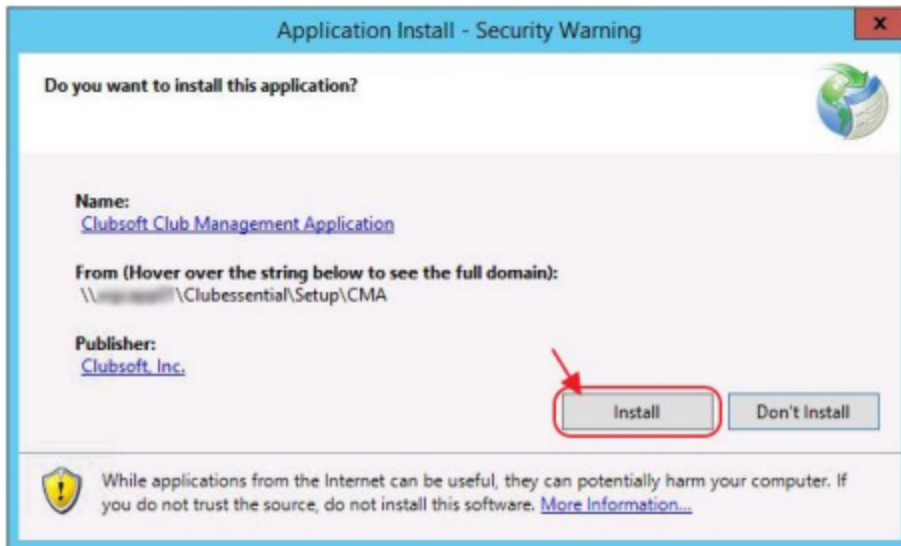 Application Install - Security Warning
x
Do you want to install this application?
Name:
Clubsoft Club Management Application
From (Hover over the string below to see the full domain):
\\ \Clubessential\Setup\CMA
Publisher:
Clubsoft, Inc.
Install
Don't Install
While applications from the Internet can be useful, they can potentially harm your computer. If
you do not trust the source, do not install this software. More Information...